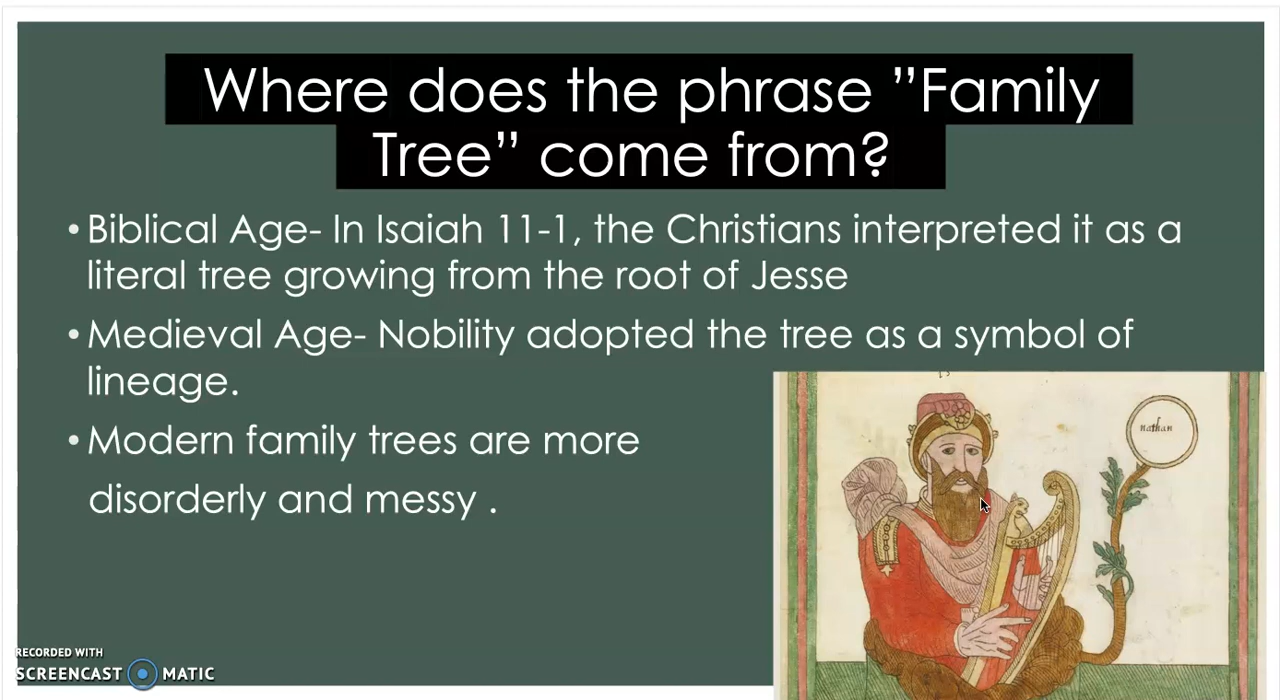 Where does the phrase ”Family
Tree” come from?
• Biblical Age- In Isaiah 11-1, the Christians interpreted it as a
literal tree growing from the root of Jesse
• Medieval Age- Nobility adopted the tree as a symbol of
lineage.
• Modern family trees are more
disorderly and messy .
nathan
RECORDED WITH
SCREENCAST MATIC